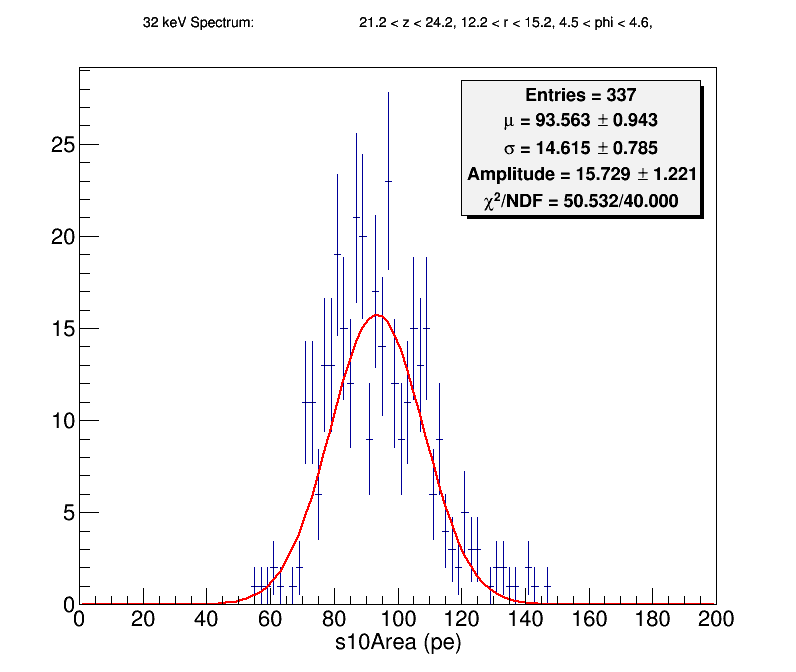 32 keV Spectrum: 21.2 < z < 24.2, 12.2 < r < 15.2, 4.5 < phi < 4.6,
Entries = 337
μ = 93.563 ± 0.943
σ = 14.615 ± 0.785
Amplitude = 15.729 ± 1.221
χ²/NDF = 50.532/40.000
25
20
15
10
5
0
0 20 40 60 80 100 120 140 160 180 200
s10Area (pe)